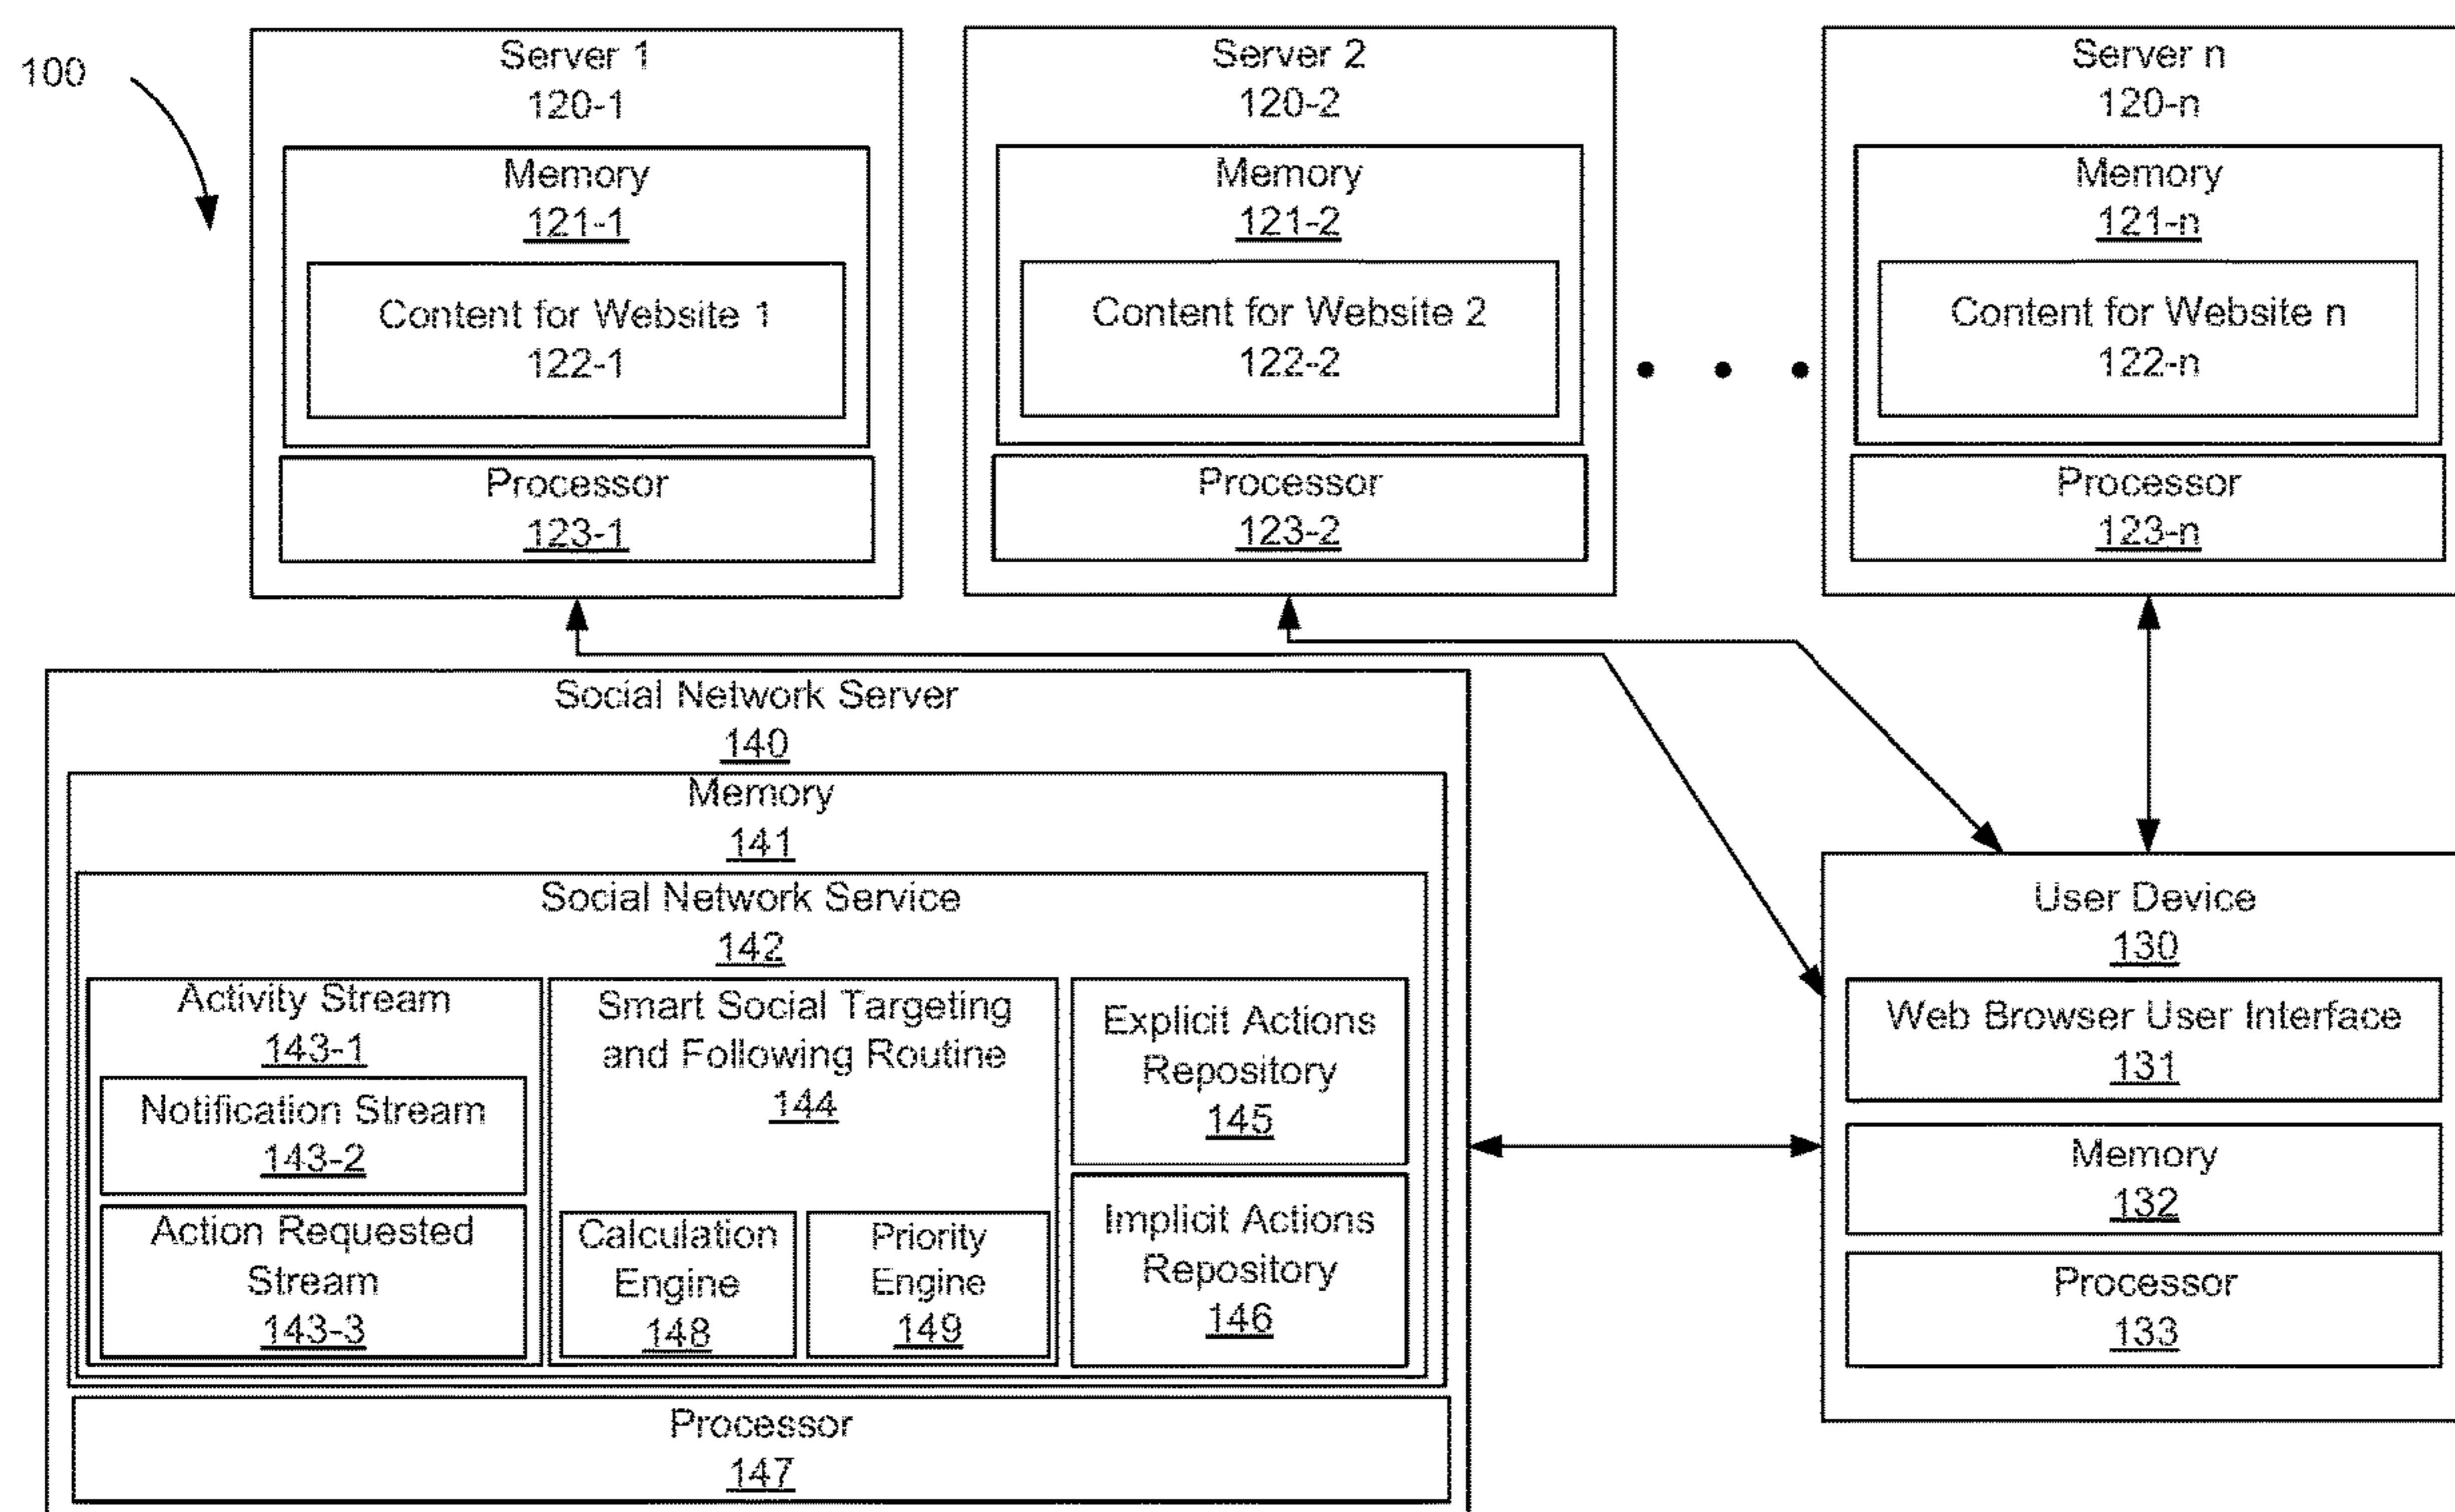 100
Server 1
120-1
Memory
121-1
Content for Website 1
122-1
Processor
123-1
Server 2
120-2
Memory
121-2
Content for Website 2
122-2
Processor
123-2
Server n
120-n
Memory
121-n
Content for Website n
122-n
Processor
123-n
Social Network Server
140
Memory
141
Social Network Service
142
Activity Stream
143-1
Notification Stream
143-2
Action Requested
Stream
143-3
Smart Social Targeting
and Following Routine
144
Calculation
Engine
148
Priority
Engine
149
Explicit Actions
Repository
145
Implicit Actions
Repository
146
Processor
147
User Device
130
Web Browser User Interface
131
Memory
132
Processor
133